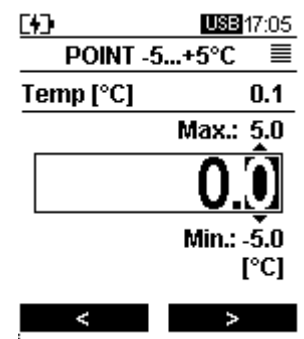 USB 17:05
POINT -5...+5°C
Temp [°C] 0.1
Max.: 5.0
0.0
Min.: -5.0
[°C]
< >